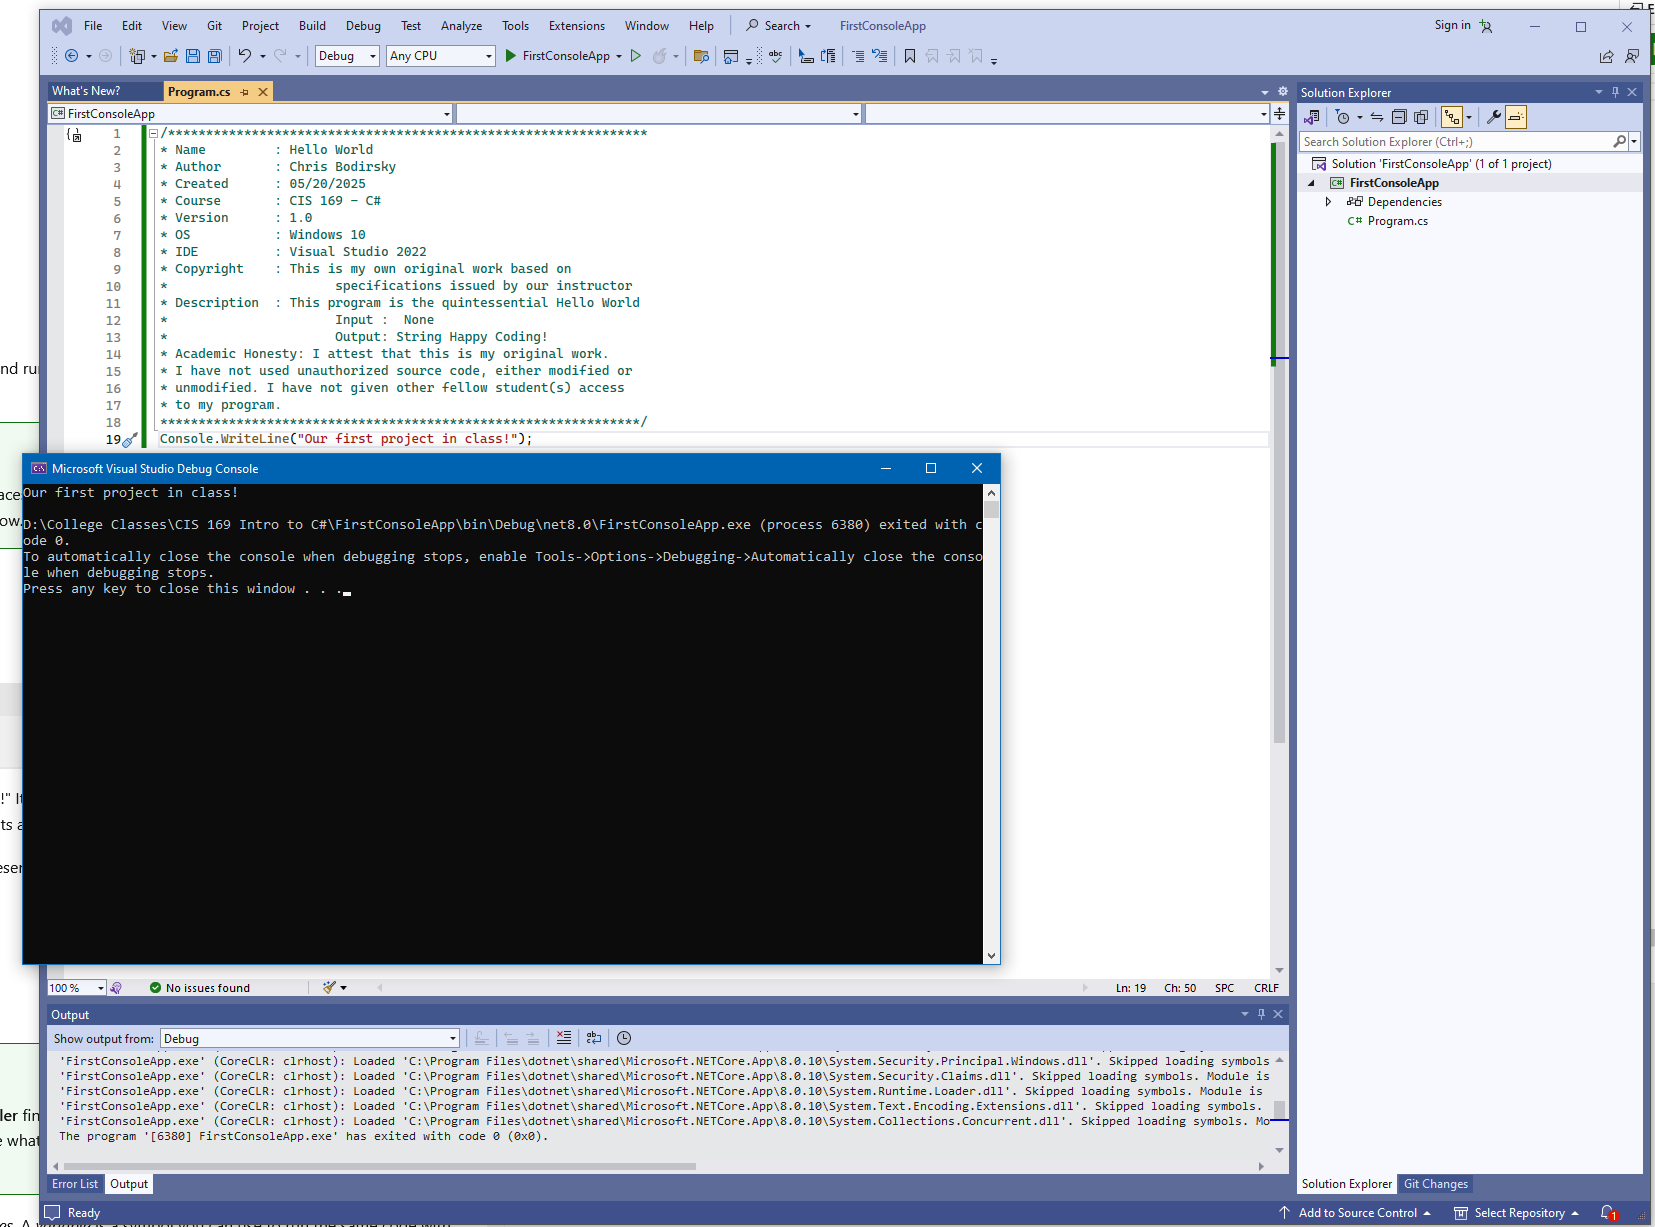 File Edit View Git Project Build Debug Test Analyze Tools Extensions Window Help Search FirstConsoleApp Sign in
Debug Any CPU FirstConsoleApp
What's New? Program.cs
FirstConsoleApp
1 /***************************************************************
2 * Name : Hello World
3 * Author : Chris Bodirsky
4 * Created : 05/20/2025
5 * Course : CIS 169 - C#
6 * Version : 1.0
7 * OS : Windows 10
8 * IDE : Visual Studio 2022
9 * Copyright : This is my own original work based on
10 * specifications issued by our instructor
11 * Description : This program is the quintessential Hello World
12 * Input : None
13 * Output: String Happy Coding!
14 * Academic Honesty: I attest that this is my original work.
15 * I have not used unauthorized source code, either modified or
16 * unmodified. I have not given other fellow student(s) access
17 * to my program.
18 ***************************************************************/
19 Console.WriteLine("Our first project in class!");
Microsoft Visual Studio Debug Console
Our first project in class!
D:\College Classes\CIS 169 Intro to C#\FirstConsoleApp\bin\Debug\net8.0\FirstConsoleApp.exe (process 6380) exited with c
ode 0.
To automatically close the console when debugging stops, enable Tools->Options->Debugging->Automatically close the conso
le when debugging stops.
Press any key to close this window . . .
100 % No issues found Ln: 19 Ch: 50 SPC CRLF
Output
Show output from: Debug
'FirstConsoleApp.exe' (CoreCLR: clrhost): Loaded 'C:\Program Files\dotnet\shared\Microsoft.NETCore.App\8.0.10\System.Security.Principal.Windows.dll'. Skipped loading symbols
'FirstConsoleApp.exe' (CoreCLR: clrhost): Loaded 'C:\Program Files\dotnet\shared\Microsoft.NETCore.App\8.0.10\System.Security.Claims.dll'. Skipped loading symbols. Module is
'FirstConsoleApp.exe' (CoreCLR: clrhost): Loaded 'C:\Program Files\dotnet\shared\Microsoft.NETCore.App\8.0.10\System.Runtime.Loader.dll'. Skipped loading symbols. Module is
'FirstConsoleApp.exe' (CoreCLR: clrhost): Loaded 'C:\Program Files\dotnet\shared\Microsoft.NETCore.App\8.0.10\System.Text.Encoding.Extensions.dll'. Skipped loading symbols.
'FirstConsoleApp.exe' (CoreCLR: clrhost): Loaded 'C:\Program Files\dotnet\shared\Microsoft.NETCore.App\8.0.10\System.Collections.Concurrent.dll'. Skipped loading symbols. Mo
The program '[6380] FirstConsoleApp.exe' has exited with code 0 (0x0).
Error List Output
Solution Explorer
Search Solution Explorer (Ctrl+;)
Solution 'FirstConsoleApp' (1 of 1 project)
FirstConsoleApp
Dependencies
C# Program.cs
Solution Explorer Git Changes
Ready Add to Source Control Select Repository 1